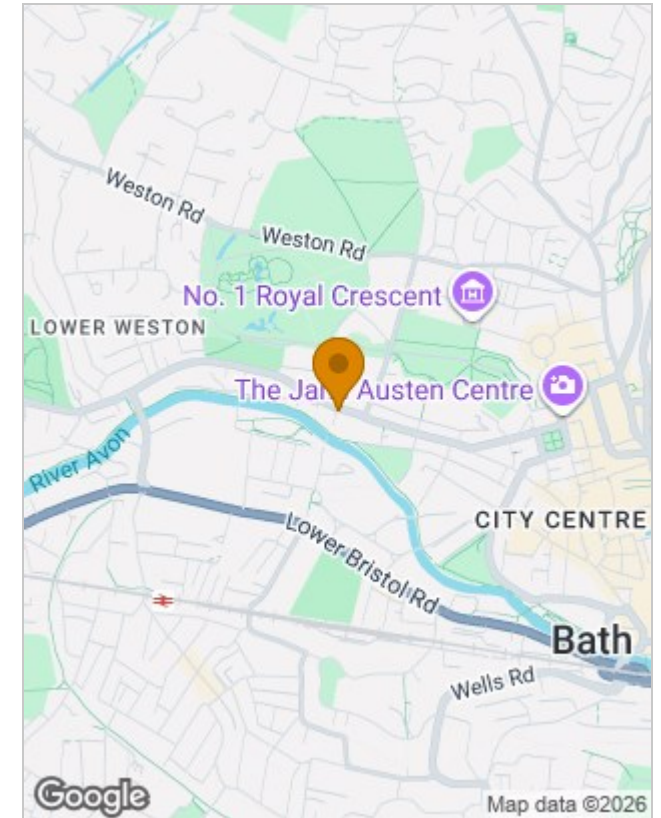 Weston Rd
Weston Rd
No. 1 Royal Crescent
LOWER WESTON
The Jan Austen Centre
River Avon
CITY CENTRE
Lower Bristol Rd
Bath
Wells Rd
Google
Map data ©2026